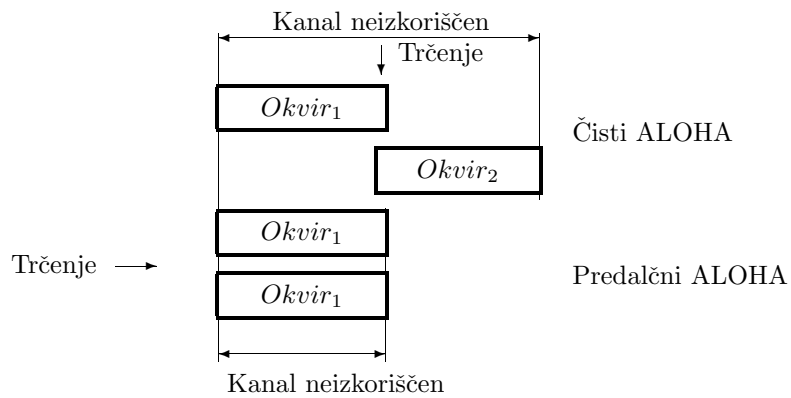 Kanal neizkoriščen
Trčenje
Okvir₁
Čisti ALOHA
Okvir₂
Okvir₁
Trčenje
Predalčni ALOHA
Okvir₁
Kanal neizkoriščen